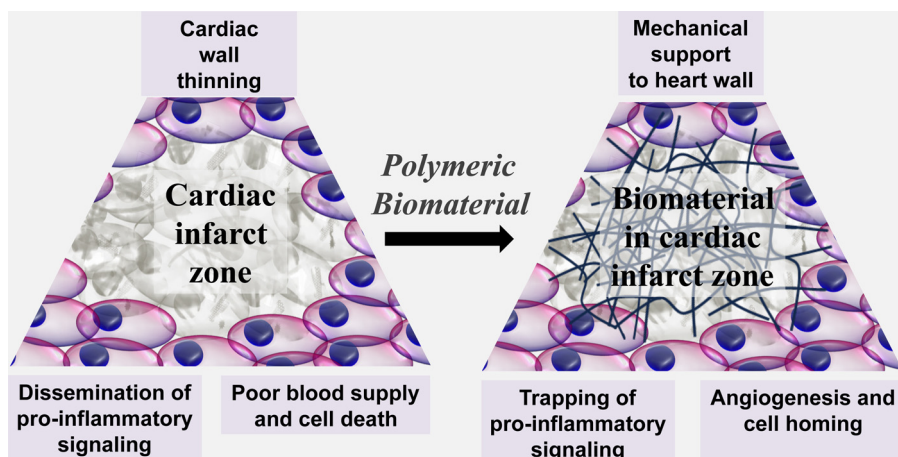 Cardiac
wall
thinning
Cardiac
infarct
zone
Dissemination of
pro-inflammatory
signaling
Poor blood supply
and cell death
Polymeric
Biomaterial
Mechanical
support
to heart wall
Biomaterial
in cardiac
infarct zone
Trapping of
pro-inflammatory
signaling
Angiogenesis and
cell homing